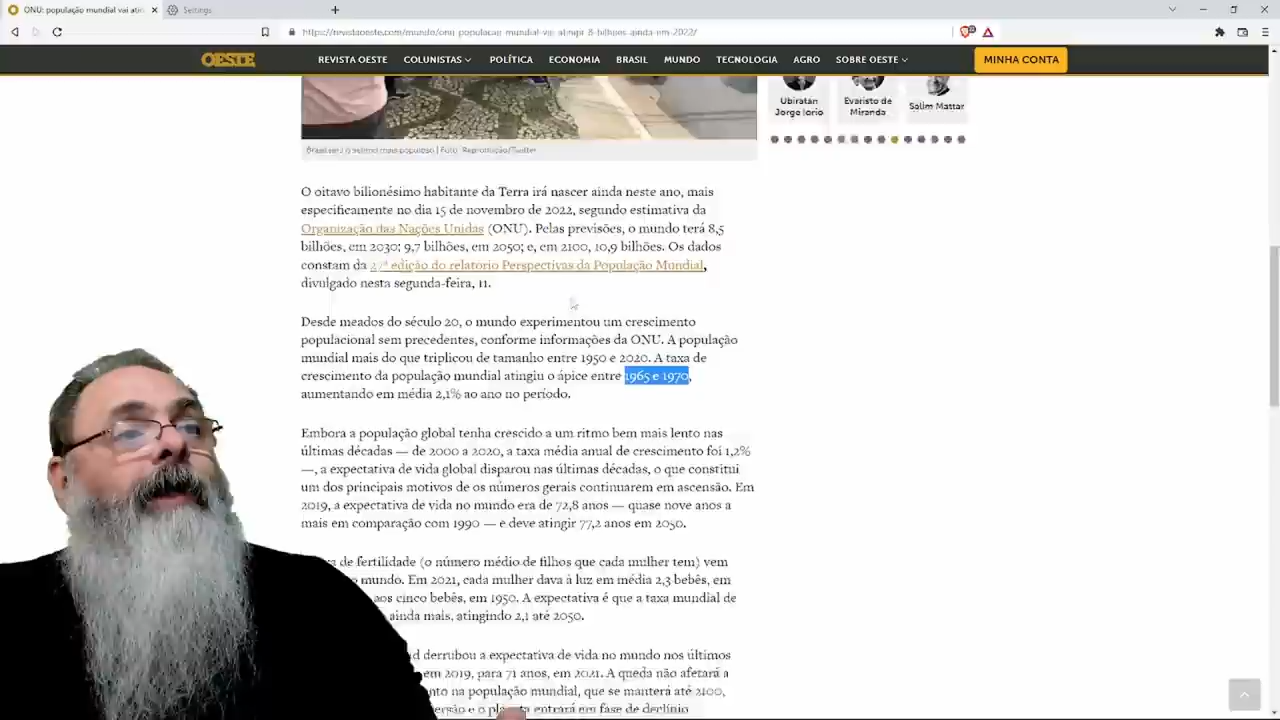 ONU: população mundial vai atin
Settings
https://revistaoeste.com/mundo/onu-populacao-mundial-vai-atingir-8-bilhoes-ainda-em-2022/
OESTE
REVISTA OESTE COLUNISTAS POLÍTICA ECONOMIA BRASIL MUNDO TECNOLOGIA AGRO SOBRE OESTE
MINHA CONTA
Ubiratan Jorge Iorio
Evaristo de Miranda
Salim Mattar
Brasil será o sétimo mais populoso | Foto: Reprodução/Twitter
O oitavo bilionésimo habitante da Terra irá nascer ainda neste ano, mais
especificamente no dia 15 de novembro de 2022, segundo estimativa da
Organização das Nações Unidas (ONU). Pelas previsões, o mundo terá 8,5
bilhões, em 2030; 9,7 bilhões, em 2050; e, em 2100, 10,9 bilhões. Os dados
constam da 27ª edição do relatório Perspectivas da População Mundial,
divulgado nesta segunda-feira, 11.
Desde meados do século 20, o mundo experimentou um crescimento
populacional sem precedentes, conforme informações da ONU. A população
mundial mais do que triplicou de tamanho entre 1950 e 2020. A taxa de
crescimento da população mundial atingiu o ápice entre 1965 e 1970,
aumentando em média 2,1% ao ano no período.
Embora a população global tenha crescido a um ritmo bem mais lento nas
últimas décadas — de 2000 a 2020, a taxa média anual de crescimento foi 1,2%
—, a expectativa de vida global disparou nas últimas décadas, o que constitui
um dos principais motivos de os números gerais continuarem em ascensão. Em
2019, a expectativa de vida no mundo era de 72,8 anos — quase nove anos a
mais em comparação com 1990 — e deve atingir 77,2 anos em 2050.
de fertilidade (o número médio de filhos que cada mulher tem) vem
mundo. Em 2021, cada mulher dava à luz em média 2,3 bebês, em
aos cinco bebês, em 1950. A expectativa é que a taxa mundial de
ainda mais, atingindo 2,1 até 2050.
derrubou a expectativa de vida no mundo nos últimos
em 2019, para 71 anos, em 2021. A queda não afetará a
na população mundial, que se manterá até 2100,
e o planeta entrará em fase de declínio